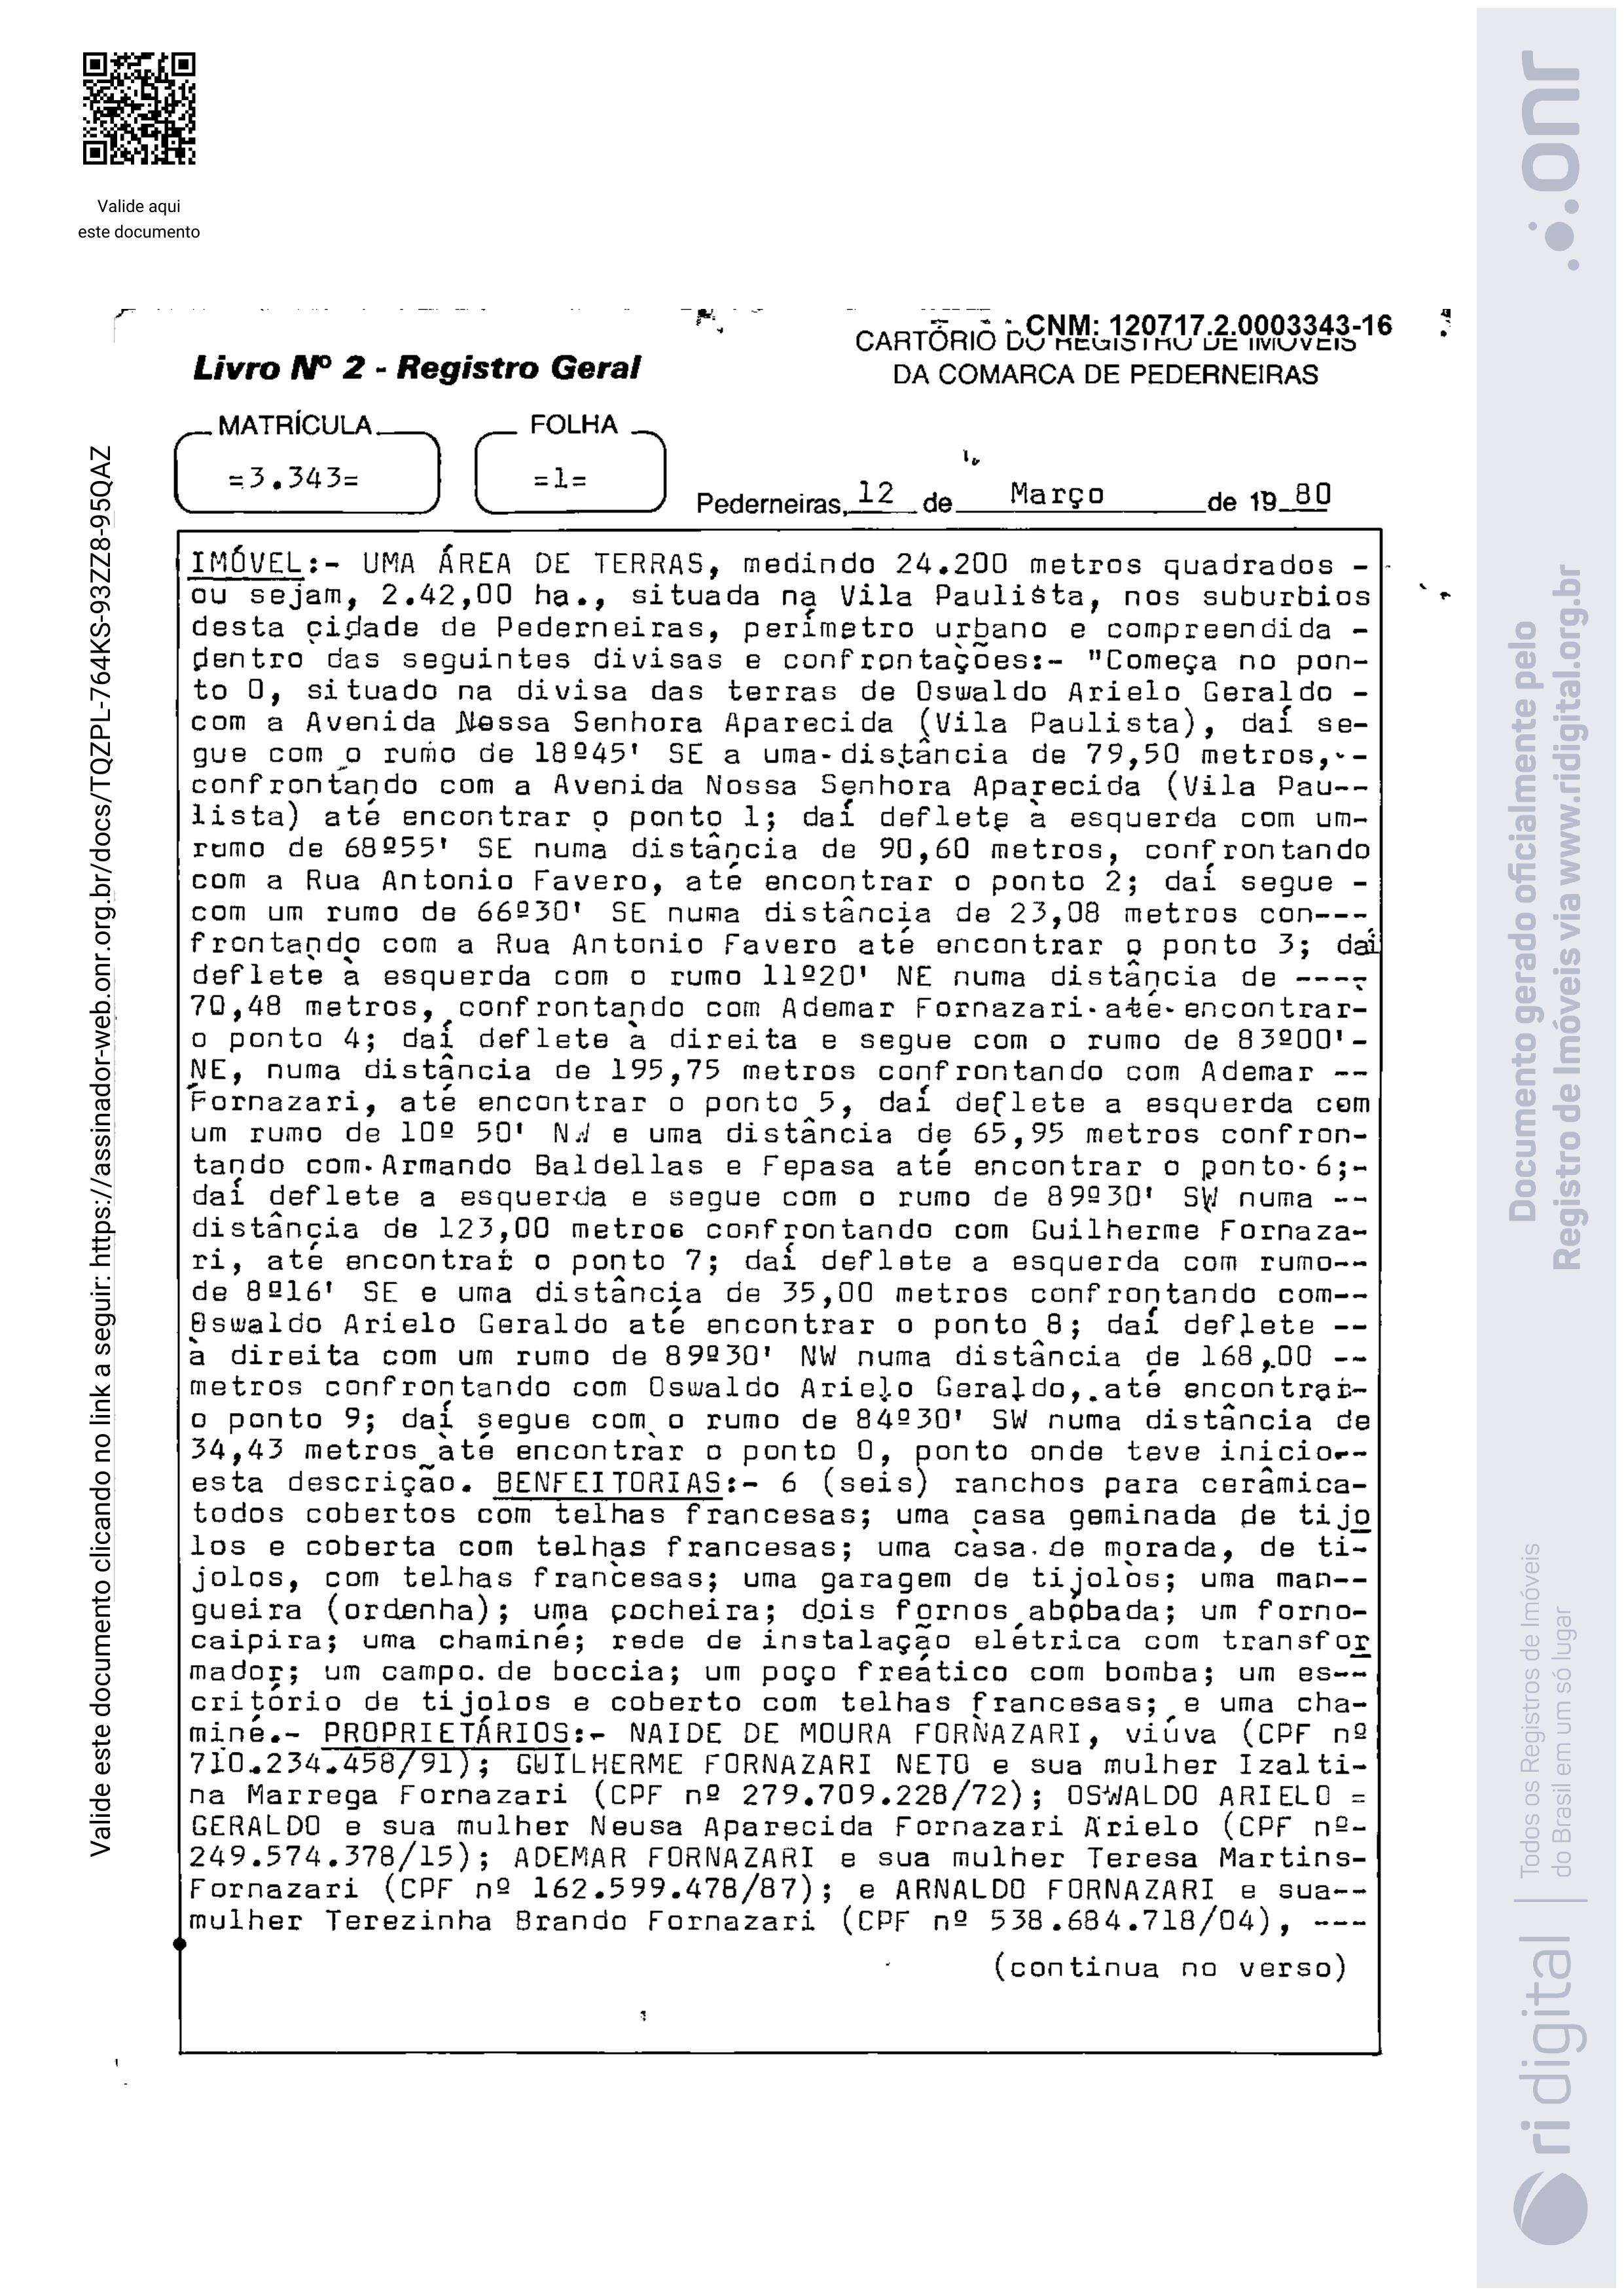 Valide aqui
este documento
CNM: 120717.2.0003343-16
CARTÓRIO DO REGISTRO DE IMÓVEIS
DA COMARCA DE PEDERNEIRAS
Livro Nº 2 - Registro Geral
MATRÍCULA
FOLHA
=3.343=
=1=
Pederneiras, 12 de Março de 19 80
IMÓVEL:- UMA ÁREA DE TERRAS, medindo 24.200 metros quadrados -
ou sejam, 2.42,00 ha., situada na Vila Paulista, nos suburbios
desta cidade de Pederneiras, perímetro urbano e compreendida -
dentro das seguintes divisas e confrontações:- "Começa no pon-
to 0, situado na divisa das terras de Oswaldo Arielo Geraldo -
com a Avenida Nossa Senhora Aparecida (Vila Paulista), daí se-
gue com o rumo de 18º45' SE a uma distância de 79,50 metros,--
confrontando com a Avenida Nossa Senhora Aparecida (Vila Pau--
lista) até encontrar o ponto 1; daí deflete à esquerda com um-
rumo de 68º55' SE numa distância de 90,60 metros, confrontando
com a Rua Antonio Favero, até encontrar o ponto 2; daí segue -
com um rumo de 66º30' SE numa distância de 23,08 metros con---
frontando com a Rua Antonio Favero até encontrar o ponto 3; daí
deflete à esquerda com o rumo 11º20' NE numa distância de ----
70,48 metros, confrontando com Ademar Fornazari até encontrar-
o ponto 4; daí deflete à direita e segue com o rumo de 83º00'-
NE, numa distância de 195,75 metros confrontando com Ademar --
Fornazari, até encontrar o ponto 5, daí deflete a esquerda com
um rumo de 10º 50' NW e uma distância de 65,95 metros confron-
tando com Armando Baldellas e Fepasa até encontrar o ponto 6;-
daí deflete a esquerda e segue com o rumo de 89º30' SW numa --
distância de 123,00 metros confrontando com Guilherme Fornaza-
ri, até encontrar o ponto 7; daí deflete a esquerda com rumo--
de 8º16' SE e uma distância de 35,00 metros confrontando com--
Oswaldo Arielo Geraldo até encontrar o ponto 8; daí deflete --
à direita com um rumo de 89º30' NW numa distância de 168,00 --
metros confrontando com Oswaldo Arielo Geraldo, até encontrar-
o ponto 9; daí segue com o rumo de 84º30' SW numa distância de
34,43 metros até encontrar o ponto 0, ponto onde teve inicio--
esta descrição. BENFEITORIAS:- 6 (seis) ranchos para cerâmica-
todos cobertos com telhas francesas; uma casa geminada de tijo
los e coberta com telhas francesas; uma casa de morada, de ti-
jolos, com telhas francesas; uma garagem de tijolos; uma man--
gueira (ordenha); uma cocheira; dois fornos abóbada; um forno-
caipira; uma chaminé; rede de instalação elétrica com transfor
mador; um campo de boccia; um poço freático com bomba; um es--
critório de tijolos e coberto com telhas francesas; e uma cha-
miné.- PROPRIETÁRIOS:- NAIDE DE MOURA FORNAZARI, viúva (CPF nº
710.234.458/91); GUILHERME FORNAZARI NETO e sua mulher Izalti-
na Marrega Fornazari (CPF nº 279.709.228/72); OSWALDO ARIELO =
GERALDO e sua mulher Neusa Aparecida Fornazari Arielo (CPF nº-
249.574.378/15); ADEMAR FORNAZARI e sua mulher Teresa Martins-
Fornazari (CPF nº 162.599.478/87); e ARNALDO FORNAZARI e sua--
mulher Terezinha Brando Fornazari (CPF nº 538.684.718/04), ---
(continua no verso)
Valide este documento clicando no link a seguir: https://assinador-web.onr.org.br/docs/TQZPL-764KS-93ZZ8-95QAZ
onr
Documento gerado oficialmente pelo
Registro de Imóveis via www.ridigital.org.br
Todos os Registros de Imóveis
do Brasil em um só lugar
ri digital